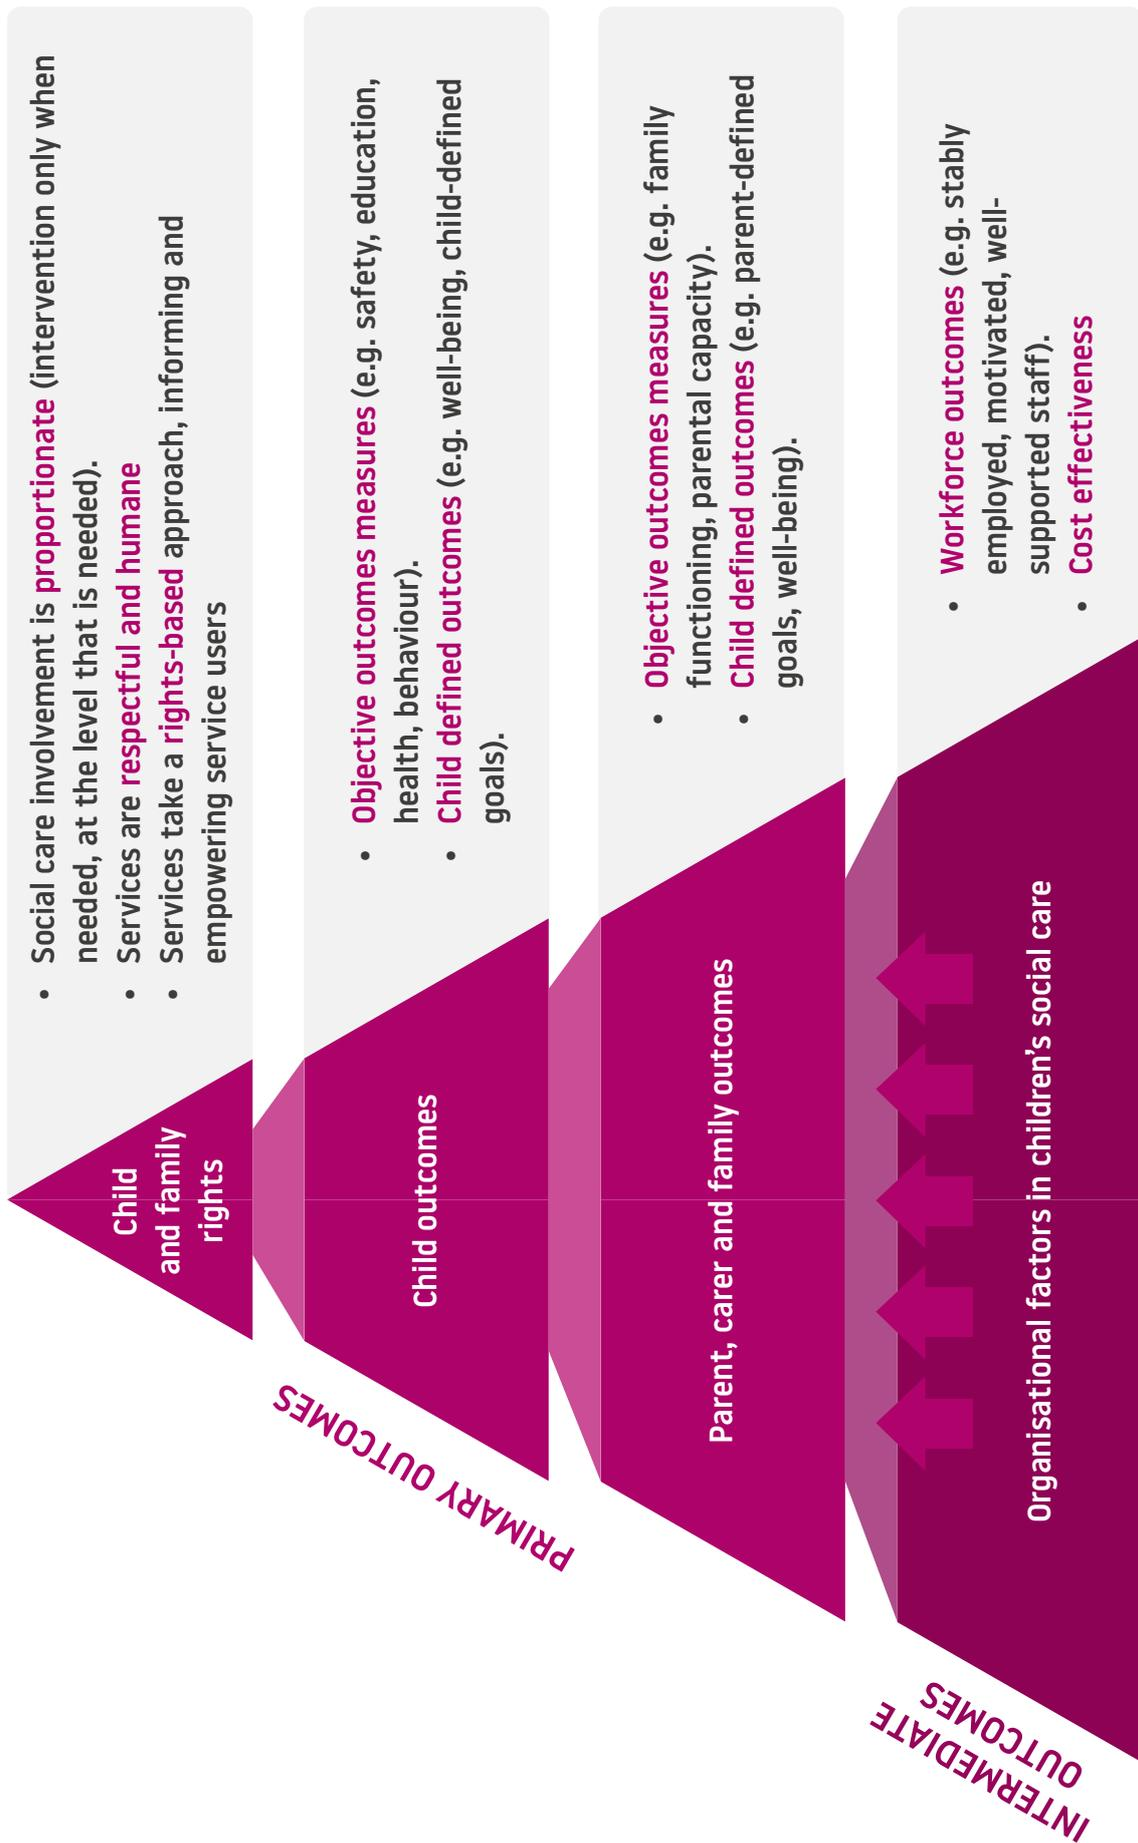 Child
and family
rights
• Social care involvement is proportionate (intervention only when
needed, at the level that is needed).
• Services are respectful and humane
• Services take a rights-based approach, informing and
empowering service users
PRIMARY OUTCOMES
Child outcomes
• Objective outcomes measures (e.g. safety, education,
health, behaviour).
• Child defined outcomes (e.g. well-being, child-defined
goals).
Parent, carer and family outcomes
• Objective outcomes measures (e.g. family
functioning, parental capacity).
• Child defined outcomes (e.g. parent-defined
goals, well-being).
INTERMEDIATE
OUTCOMES
Organisational factors in children’s social care
• Workforce outcomes (e.g. stably
employed, motivated, well-
supported staff).
• Cost effectiveness